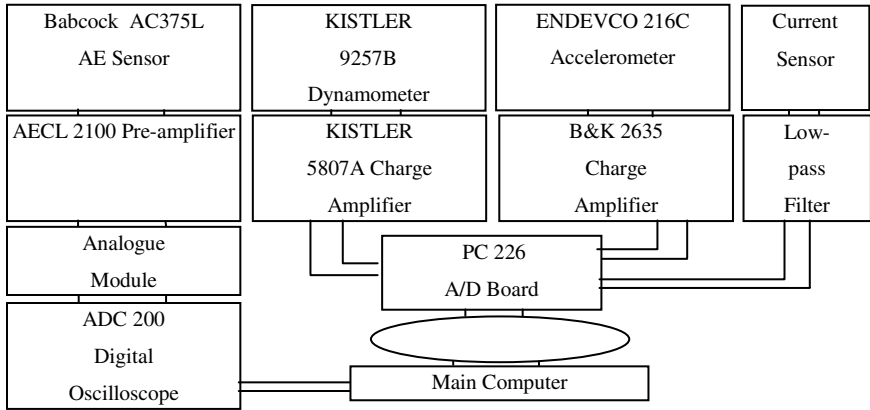 Babcock AC375L
AE Sensor
KISTLER
9257B
Dynamometer
ENDEVCO 216C
Accelerometer
Current
Sensor
AECL 2100 Pre-amplifier
KISTLER
5807A Charge
Amplifier
B&K 2635
Charge
Amplifier
Low-
pass
Filter
Analogue
Module
PC 226
A/D Board
ADC 200
Digital
Oscilloscope
Main Computer